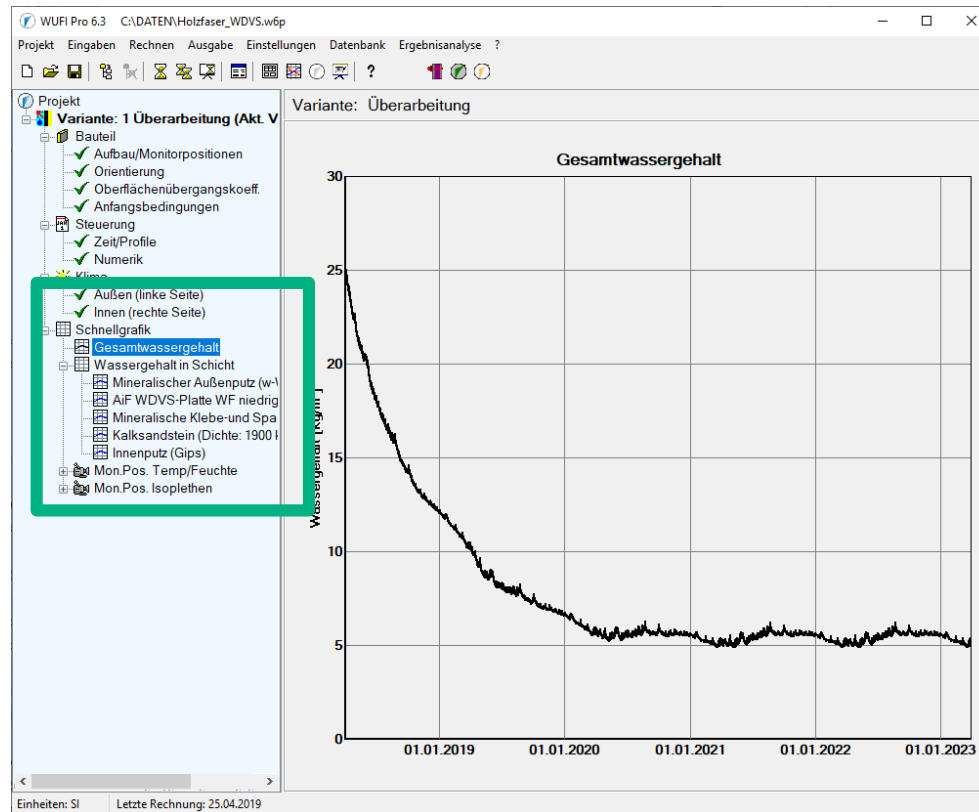 WUFI Pro 6.3 C:\DATEN\Holzfaser_WDVS.w6p
Projekt Eingaben Rechnen Ausgabe Einstellungen Datenbank Ergebnisanalyse ?
?
Projekt
Variante: 1 Überarbeitung (Akt. V
Bauteil
Aufbau/Monitorpositionen
Orientierung
Oberflächenübergangskoeff.
Anfangsbedingungen
Steuerung
Zeit/Profile
Numerik
Klima
Außen (linke Seite)
Innen (rechte Seite)
Schnellgrafik
Gesamtwassergehalt
Wassergehalt in Schicht
Mineralischer Außenputz (w-
AiF WDVS-Platte WF niedrig
Mineralische Klebe-und Spa
Kalksandstein (Dichte: 1900
Innenputz (Gips)
Mon.Pos. Temp/Feuchte
Mon.Pos. Isoplethen
Variante: Überarbeitung
Gesamtwassergehalt
Wassergehalt
30
25
20
15
10
5
0
01.01.2019 01.01.2020 01.01.2021 01.01.2022 01.01.2023
Einheiten: SI Letzte Rechnung: 25.04.2019